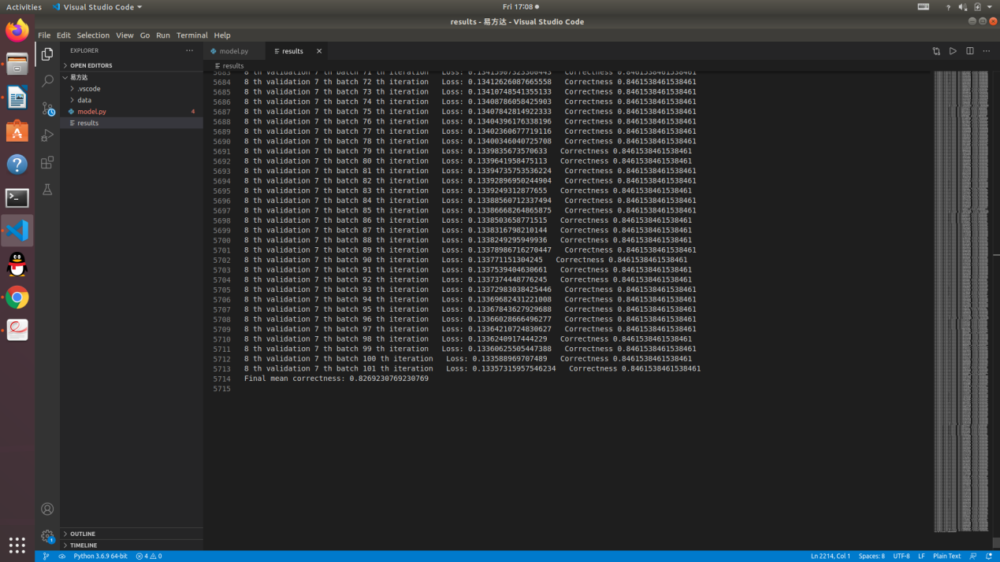 Activities
Visual Studio Code
Fri 17:08
results - 易方达 - Visual Studio Code
File Edit Selection View Go Run Terminal Help
EXPLORER
model.py
results
OPEN EDITORS
results
易方达
.vscode
data
model.py 4
results
5683 8 th validation 7 th batch 71 th iteration Loss: 0.13415907323360443 Correctness 0.8461538461538461
5684 8 th validation 7 th batch 72 th iteration Loss: 0.13412626087665558 Correctness 0.8461538461538461
5685 8 th validation 7 th batch 73 th iteration Loss: 0.13410748541355133 Correctness 0.8461538461538461
5686 8 th validation 7 th batch 74 th iteration Loss: 0.13408786058425903 Correctness 0.8461538461538461
5687 8 th validation 7 th batch 75 th iteration Loss: 0.13407842814922333 Correctness 0.8461538461538461
5688 8 th validation 7 th batch 76 th iteration Loss: 0.13404396176338196 Correctness 0.8461538461538461
5689 8 th validation 7 th batch 77 th iteration Loss: 0.13402360677719116 Correctness 0.8461538461538461
5690 8 th validation 7 th batch 78 th iteration Loss: 0.13400346040725708 Correctness 0.8461538461538461
5691 8 th validation 7 th batch 79 th iteration Loss: 0.1339835673570633 Correctness 0.8461538461538461
5692 8 th validation 7 th batch 80 th iteration Loss: 0.1339641958475113 Correctness 0.8461538461538461
5693 8 th validation 7 th batch 81 th iteration Loss: 0.13394735753536224 Correctness 0.8461538461538461
5694 8 th validation 7 th batch 82 th iteration Loss: 0.13392896950244904 Correctness 0.8461538461538461
5695 8 th validation 7 th batch 83 th iteration Loss: 0.1339249312877655 Correctness 0.8461538461538461
5696 8 th validation 7 th batch 84 th iteration Loss: 0.13388560712337494 Correctness 0.8461538461538461
5697 8 th validation 7 th batch 85 th iteration Loss: 0.13386668264865875 Correctness 0.8461538461538461
5698 8 th validation 7 th batch 86 th iteration Loss: 0.1338503658771515 Correctness 0.8461538461538461
5699 8 th validation 7 th batch 87 th iteration Loss: 0.1338316798210144 Correctness 0.8461538461538461
5700 8 th validation 7 th batch 88 th iteration Loss: 0.1338249295949936 Correctness 0.8461538461538461
5701 8 th validation 7 th batch 89 th iteration Loss: 0.13378986716270447 Correctness 0.8461538461538461
5702 8 th validation 7 th batch 90 th iteration Loss: 0.133771151304245 Correctness 0.8461538461538461
5703 8 th validation 7 th batch 91 th iteration Loss: 0.1337539404630661 Correctness 0.8461538461538461
5704 8 th validation 7 th batch 92 th iteration Loss: 0.1337374448776245 Correctness 0.8461538461538461
5705 8 th validation 7 th batch 93 th iteration Loss: 0.13372983038425446 Correctness 0.8461538461538461
5706 8 th validation 7 th batch 94 th iteration Loss: 0.13369682431221008 Correctness 0.8461538461538461
5707 8 th validation 7 th batch 95 th iteration Loss: 0.13367843627929688 Correctness 0.8461538461538461
5708 8 th validation 7 th batch 96 th iteration Loss: 0.13366028666496277 Correctness 0.8461538461538461
5709 8 th validation 7 th batch 97 th iteration Loss: 0.13364210724830627 Correctness 0.8461538461538461
5710 8 th validation 7 th batch 98 th iteration Loss: 0.1336240917444229 Correctness 0.8461538461538461
5711 8 th validation 7 th batch 99 th iteration Loss: 0.13360625505447388 Correctness 0.8461538461538461
5712 8 th validation 7 th batch 100 th iteration Loss: 0.133588969707489 Correctness 0.8461538461538461
5713 8 th validation 7 th batch 101 th iteration Loss: 0.13357315957546234 Correctness 0.8461538461538461
5714 Final mean correctness: 0.8269230769230769
5715
OUTLINE
TIMELINE
1
Python 3.6.9 64-bit 4 0 Ln 2214, Col 1 Spaces: 8 UTF-8 LF Plain Text